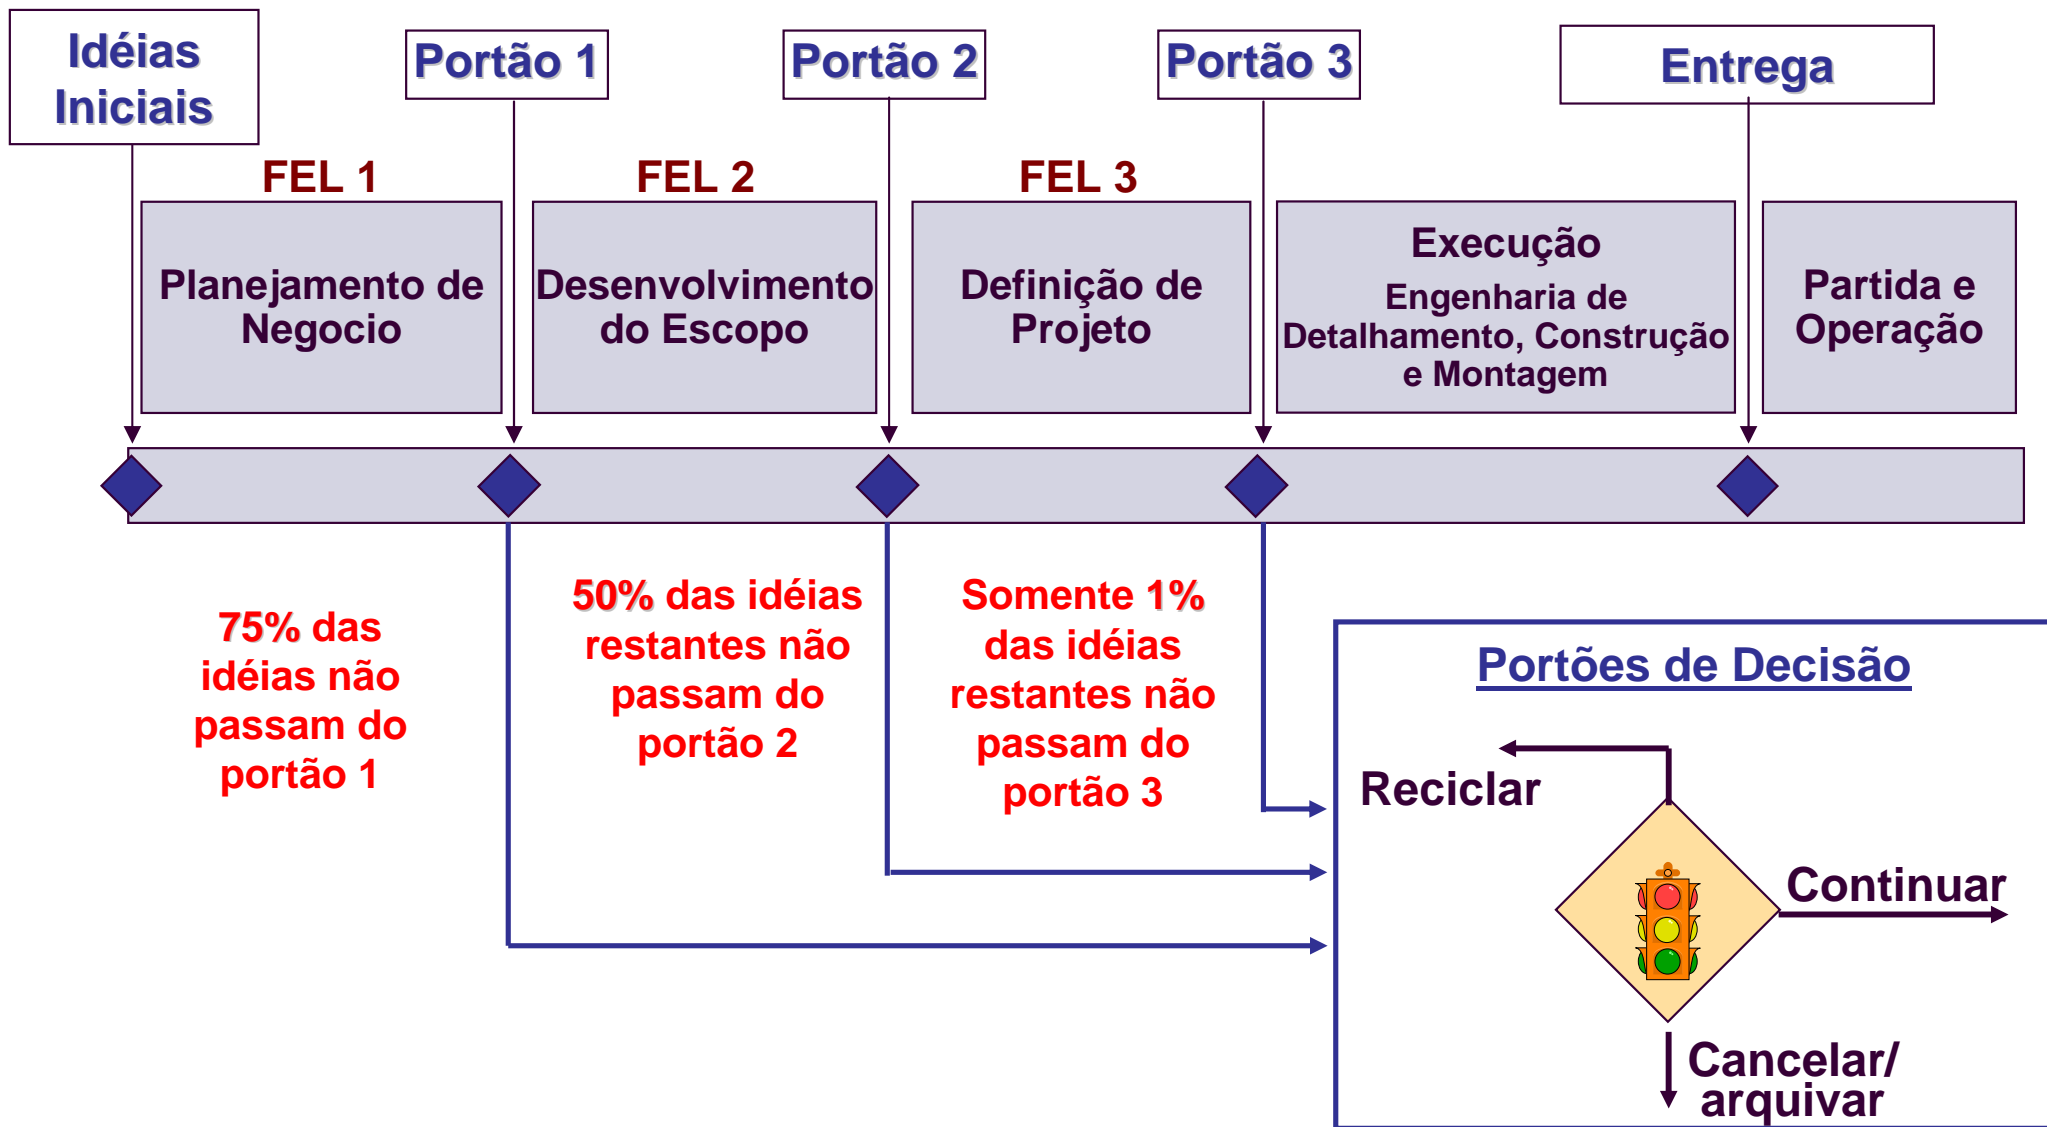 Idéias
Iniciais
Portão 1
Portão 2
Portão 3
Entrega
FEL 1
FEL 2
FEL 3
Planejamento de
Negocio
Desenvolvimento
do Escopo
Definição de
Projeto
Execução
Engenharia de
Detalhamento, Construção
e Montagem
Partida e
Operação
75% das
idéias não
passam do
portão 1
50% das idéias
restantes não
passam do
portão 2
Somente 1%
das idéias
restantes não
passam do
portão 3
Portões de Decisão
Reciclar
Continuar
Cancelar/
arquivar